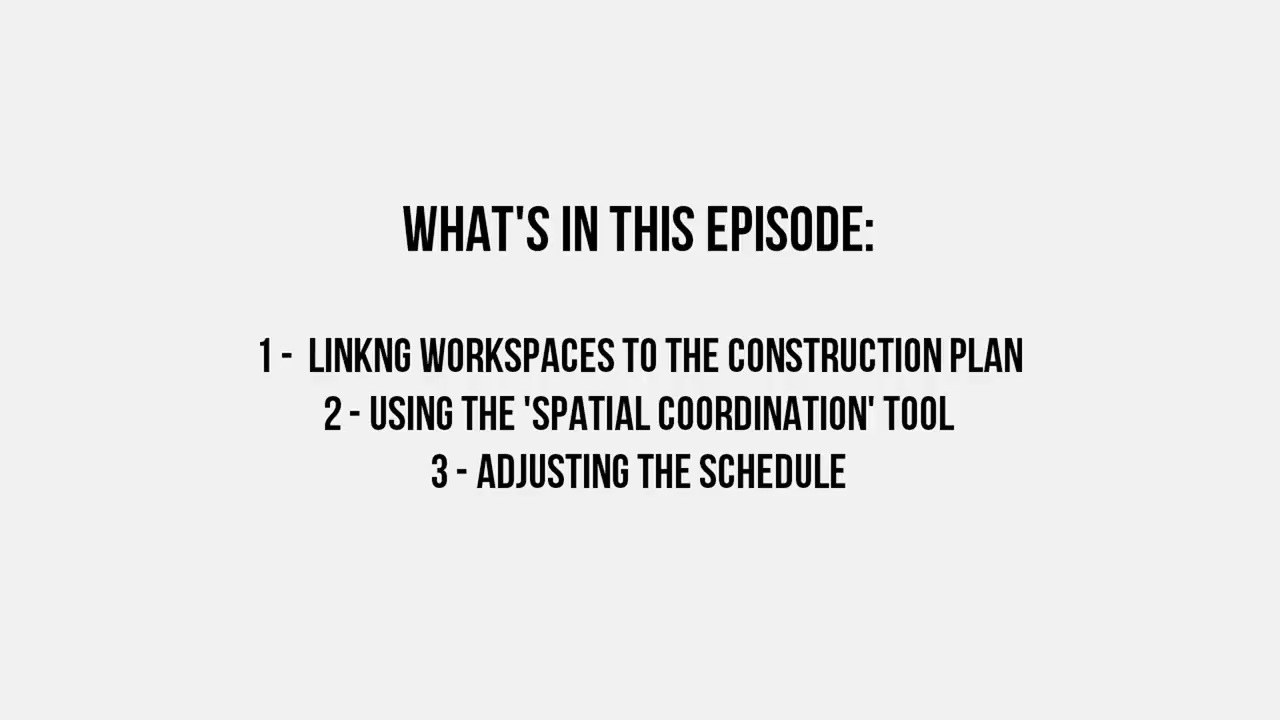 WHAT'S IN THIS EPISODE:
1 - LINKNG WORKSPACES TO THE CONSTRUCTION PLAN
2 - USING THE 'SPATIAL COORDINATION' TOOL
3 - ADJUSTING THE SCHEDULE